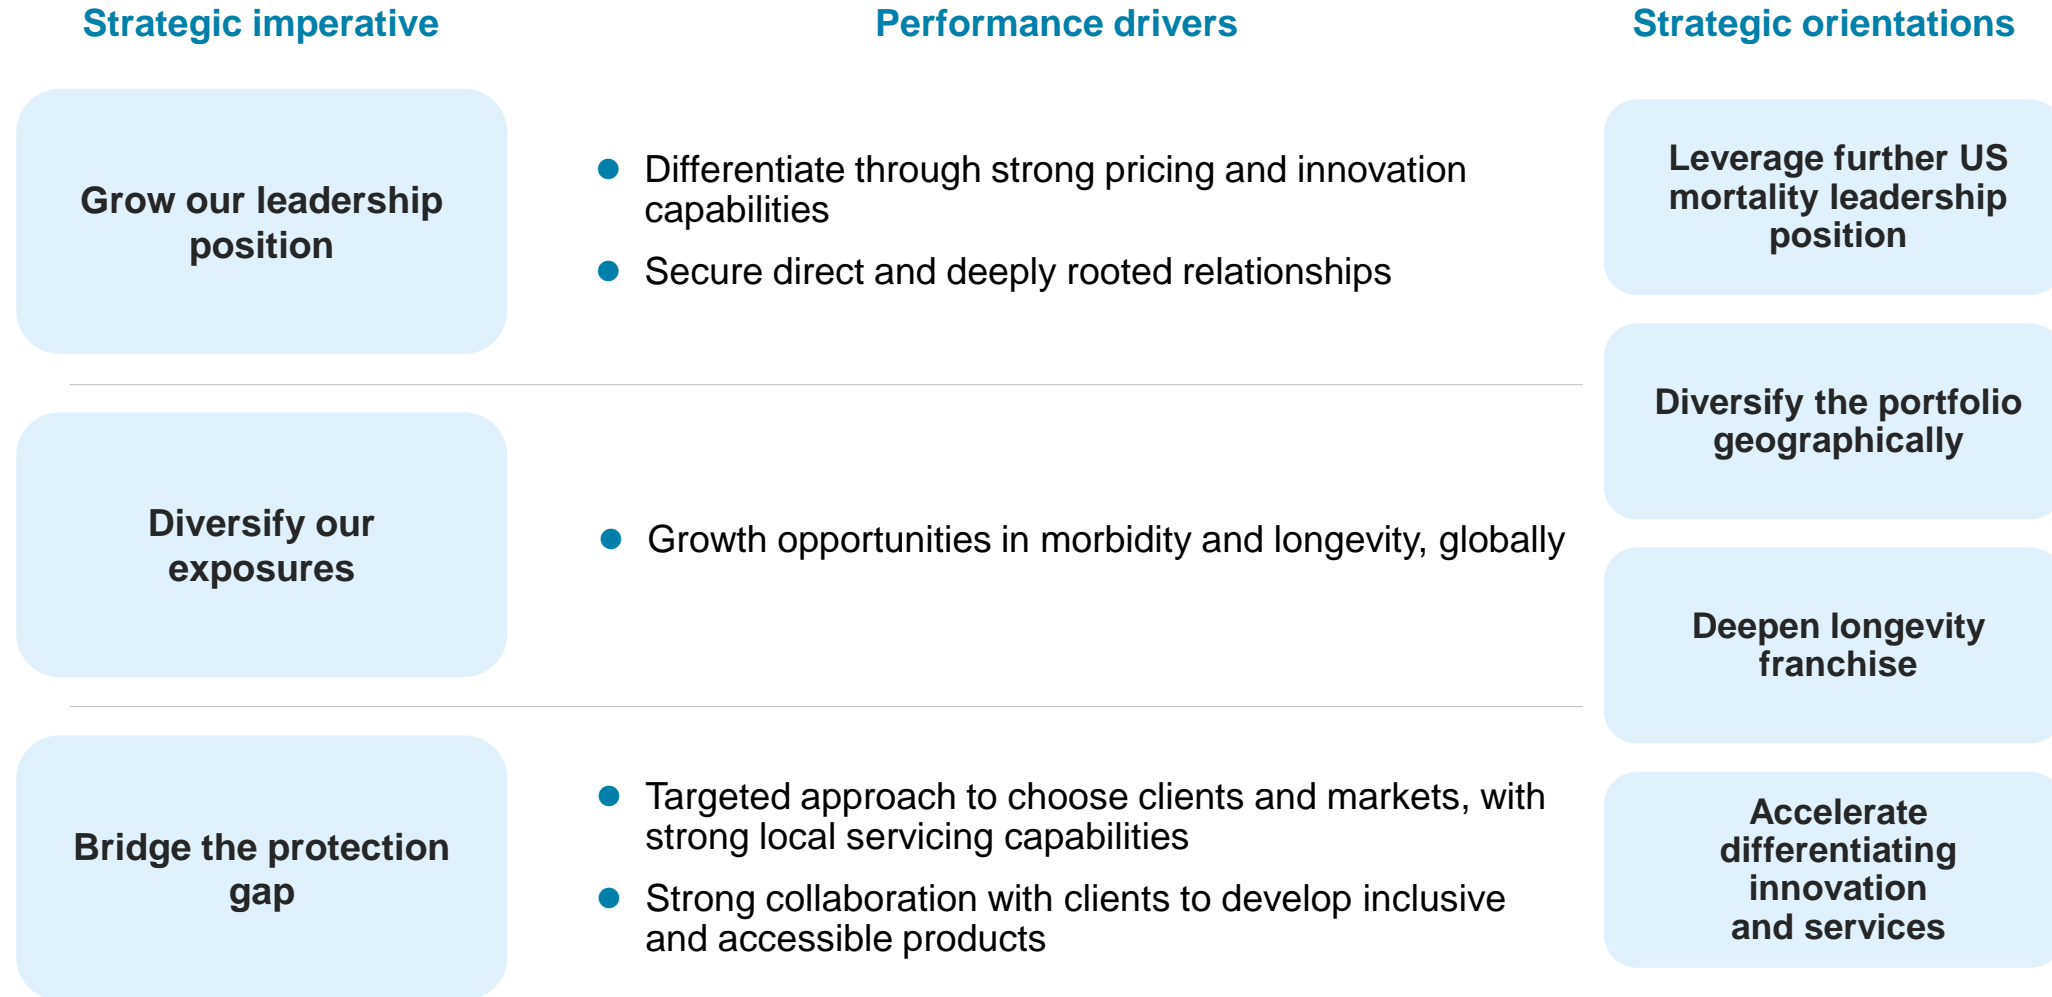 Strategic imperative
Performance drivers
Strategic orientations
Grow our leadership
position
Differentiate through strong pricing and innovation
capabilities
Secure direct and deeply rooted relationships
Diversify our
exposures
Growth opportunities in morbidity and longevity, globally
Bridge the protection
gap
Targeted approach to choose clients and markets, with
strong local servicing capabilities
Strong collaboration with clients to develop inclusive
and accessible products
Leverage further US
mortality leadership
position
Diversify the portfolio
geographically
Deepen longevity
franchise
Accelerate
differentiating
innovation
and services